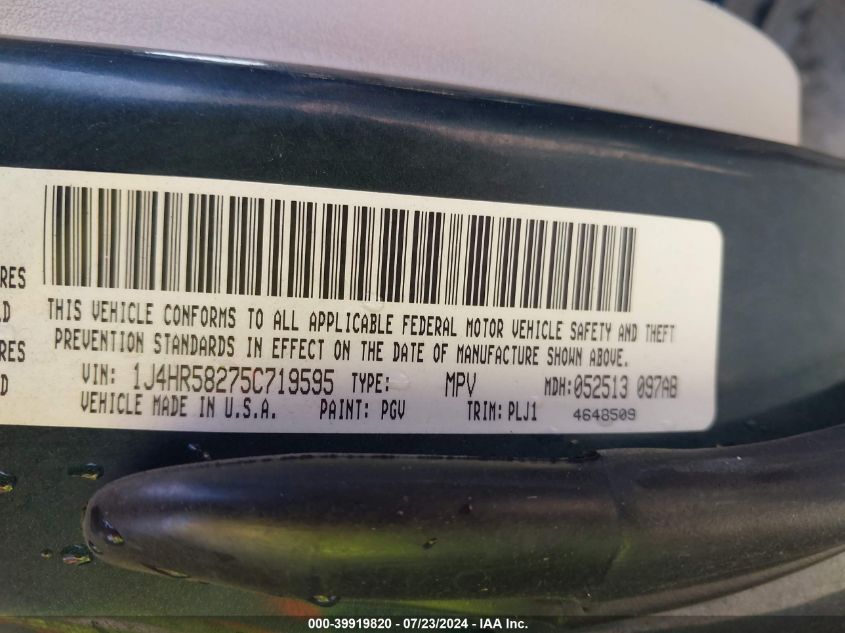 RES
D
RES
D
THIS VEHICLE CONFORMS TO ALL APPLICABLE FEDERAL MOTOR VEHICLE SAFETY AND THEFT
PREVENTION STANDARDS IN EFFECT ON THE DATE OF MANUFACTURE SHOWN ABOVE.
VIN: 1J4HR58275C719595 TYPE: MPV MDH:052513 097AB
VEHICLE MADE IN U.S.A. PAINT: PGV TRIM: PLJ1 4648509
000-39919820 - 07/23/2024 - IAA Inc.